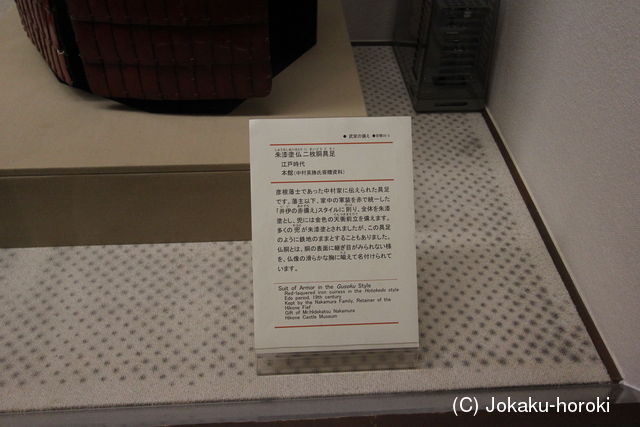 ● 武家の備え ●
朱漆塗仏二枚胴具足
江戸時代
本館(中村英勝氏寄贈資料)
彦根藩士であった中村家に伝えられた具足
です。藩主以下、家中の軍装を赤で統一した
「井伊の赤備え」スタイルに則り、全体を朱漆
塗とし、兜には金色の天衝前立を備えます。
多くの兜が朱漆塗とされましたが、この具足
のように鉄地のままとすることもありました。
仏胴とは、胴の表面に継ぎ目がみられない様
を、仏像の滑らかな胸に喩えて名付けられて
います。
Suit of Armor in the Gusoku Style
Red-laquered iron cuirass in the Hotokedo style
Edo period, 19th century
Kept by the Nakamura Family, Retainer of the
Hikone Fief
Gift of Mr.Hidekatsu Nakamura
Hikone Castle Museum
(C) Jokaku-horoki